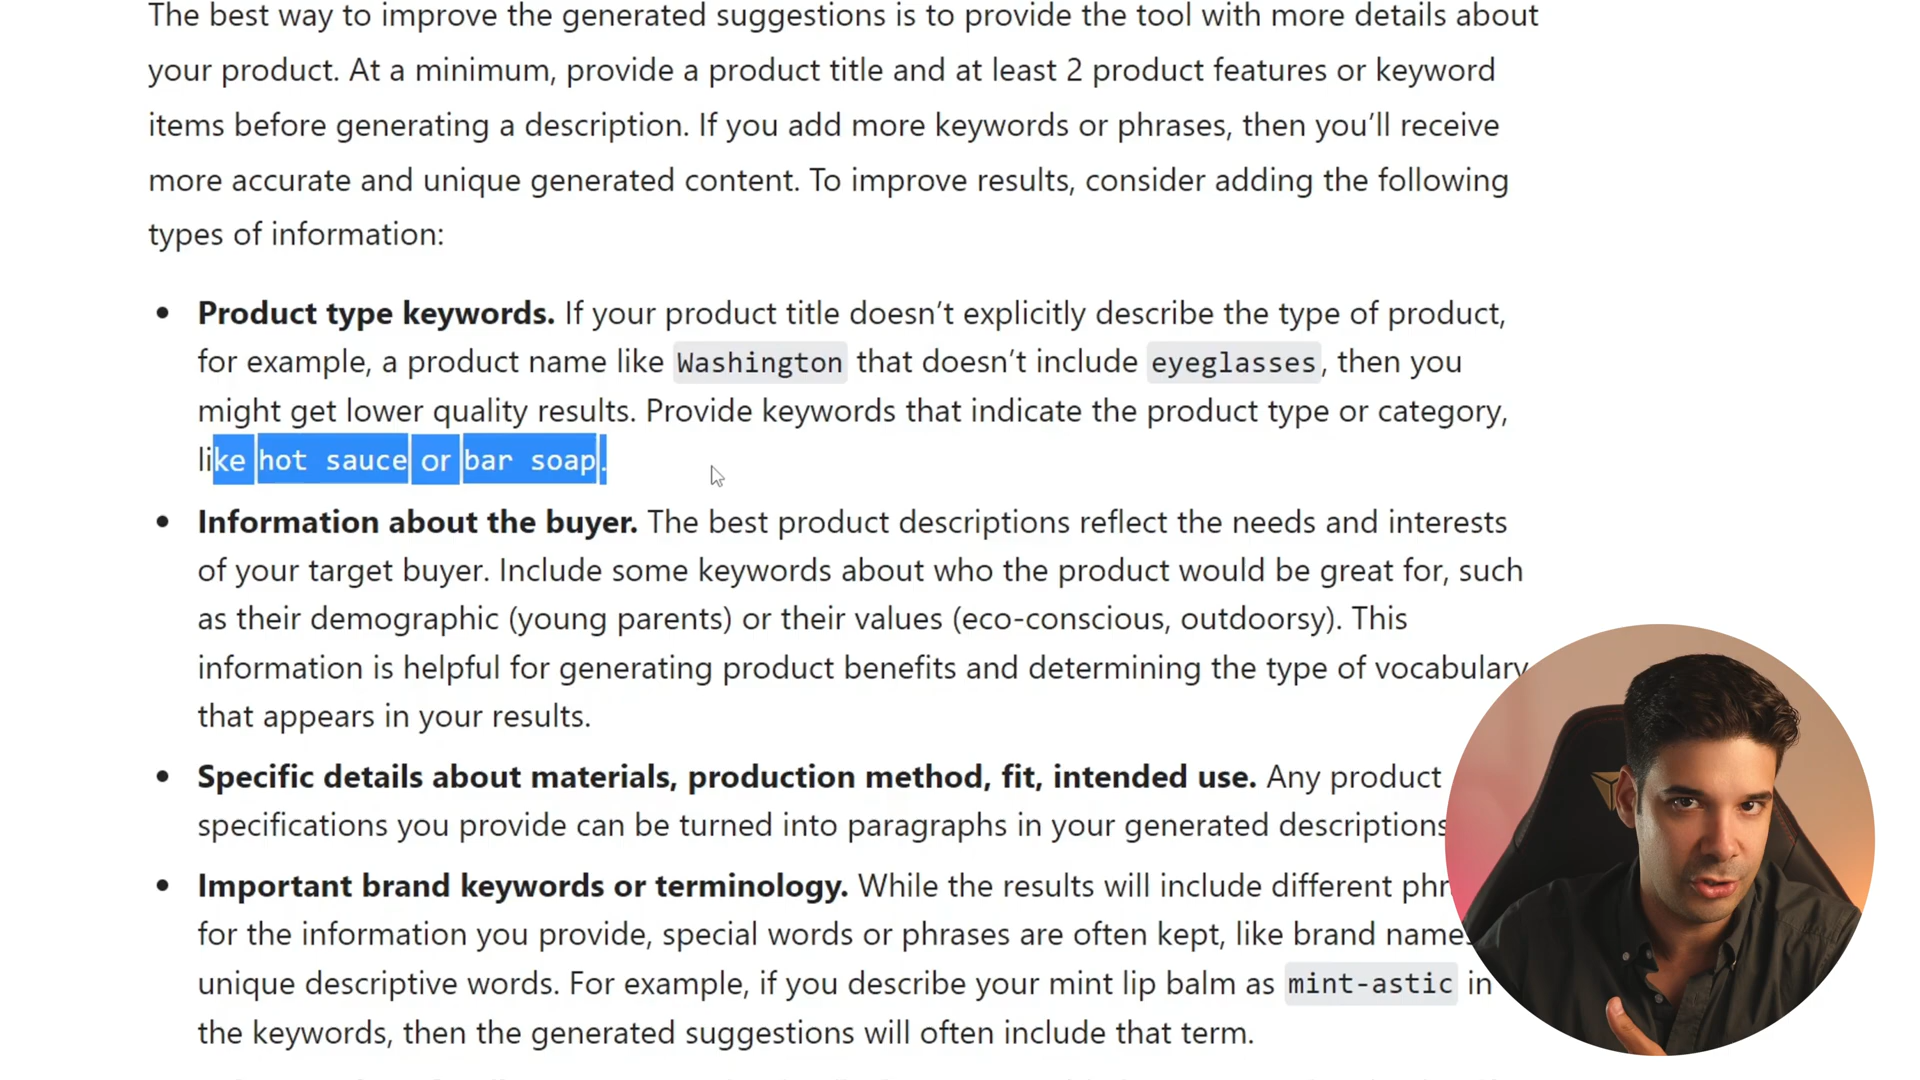 The best way to improve the generated suggestions is to provide the tool with more details about
your product. At a minimum, provide a product title and at least 2 product features or keyword
items before generating a description. If you add more keywords or phrases, then you’ll receive
more accurate and unique generated content. To improve results, consider adding the following
types of information:
• Product type keywords. If your product title doesn’t explicitly describe the type of product,
for example, a product name like Washington that doesn’t include eyeglasses, then you
might get lower quality results. Provide keywords that indicate the product type or category,
like hot sauce or bar soap.
• Information about the buyer. The best product descriptions reflect the needs and interests
of your target buyer. Include some keywords about who the product would be great for, such
as their demographic (young parents) or their values (eco-conscious, outdoorsy). This
information is helpful for generating product benefits and determining the type of vocabulary
that appears in your results.
• Specific details about materials, production method, fit, intended use. Any product
specifications you provide can be turned into paragraphs in your generated descriptions
• Important brand keywords or terminology. While the results will include different phr
for the information you provide, special words or phrases are often kept, like brand names
unique descriptive words. For example, if you describe your mint lip balm as mint-astic in
the keywords, then the generated suggestions will often include that term.